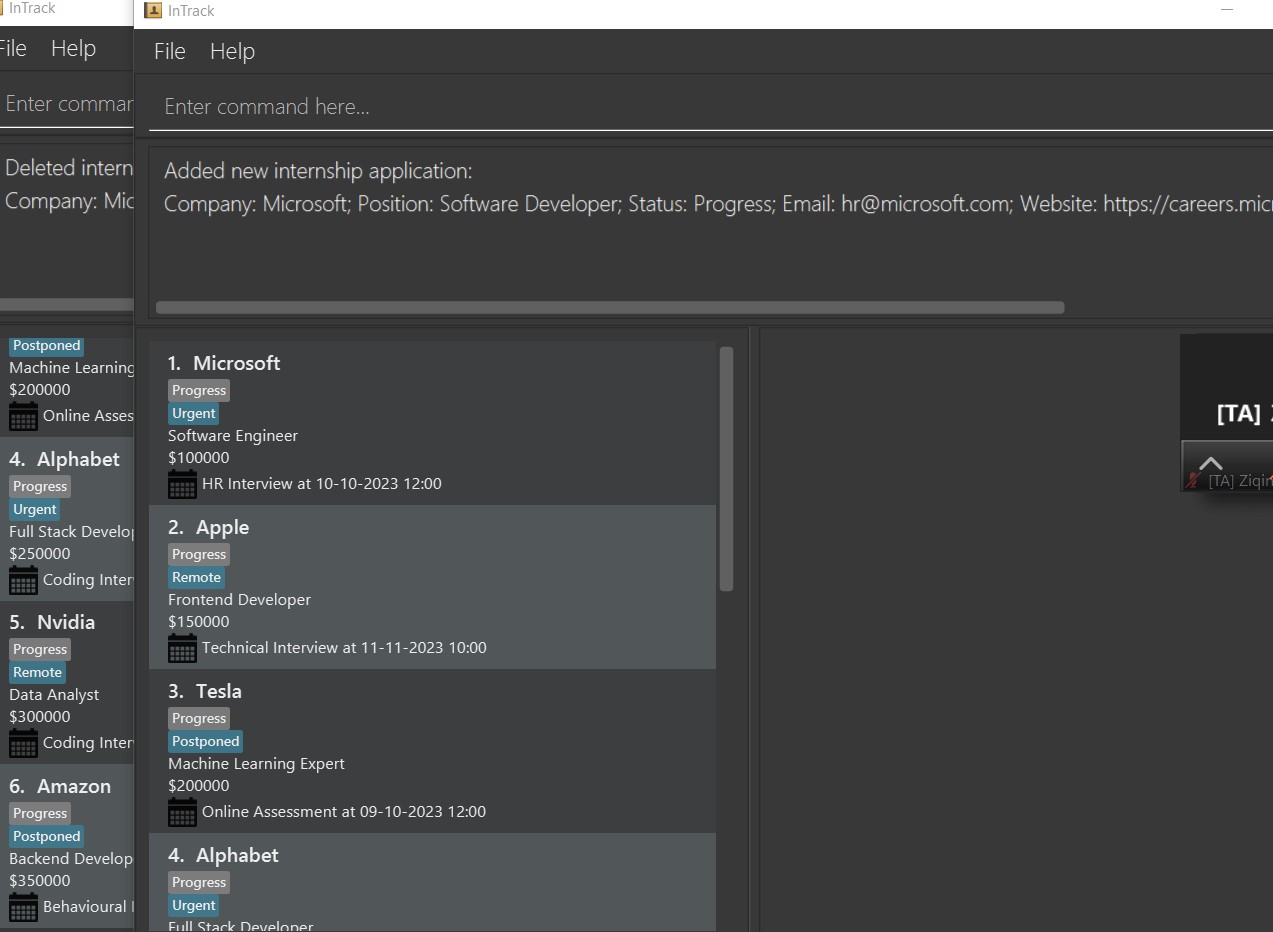 InTrack
File Help
Enter comman
Deleted intern
Company: Mic
Postponed
Machine Learning
$200000
Online Asses
4. Alphabet
Progress
Urgent
Full Stack Develop
$250000
Coding Inter
5. Nvidia
Progress
Remote
Data Analyst
$300000
Coding Inter
6. Amazon
Progress
Postponed
Backend Develop
$350000
Behavioural I
InTrack
File Help
Enter command here...
Added new internship application:
Company: Microsoft; Position: Software Developer; Status: Progress; Email: hr@microsoft.com; Website: https://careers.micr
1. Microsoft
Progress
Urgent
Software Engineer
$100000
HR Interview at 10-10-2023 12:00
2. Apple
Progress
Remote
Frontend Developer
$150000
Technical Interview at 11-11-2023 10:00
3. Tesla
Progress
Postponed
Machine Learning Expert
$200000
Online Assessment at 09-10-2023 12:00
4. Alphabet
Progress
Urgent
Full Stack Developer
[TA]
[TA] Ziqin